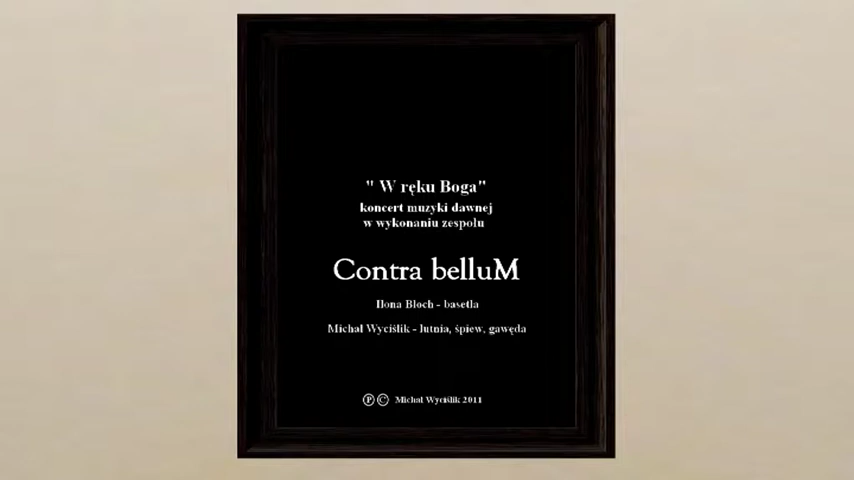 " W ręku Boga"
koncert muzyki dawnej
w wykonaniu zespołu
Contra belluM
Ilona Bloch - basetla
Michał Wyciślik - lutnia, śpiew, gawęda
Ⓟ Ⓒ Michał Wyciślik 2011